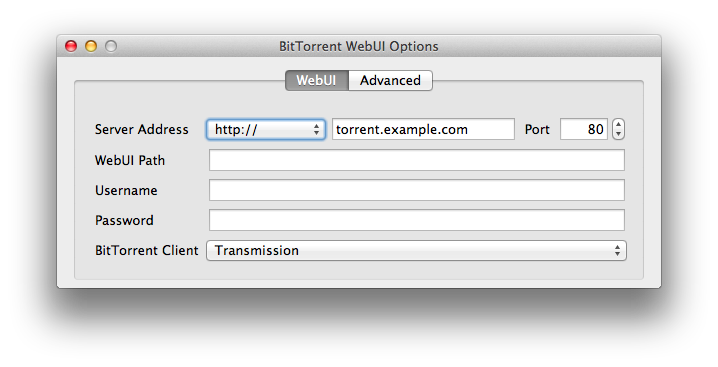 BitTorrent WebUI Options
WebUI Advanced
Server Address http:// torrent.example.com Port 80
WebUI Path
Username
Password
BitTorrent Client Transmission